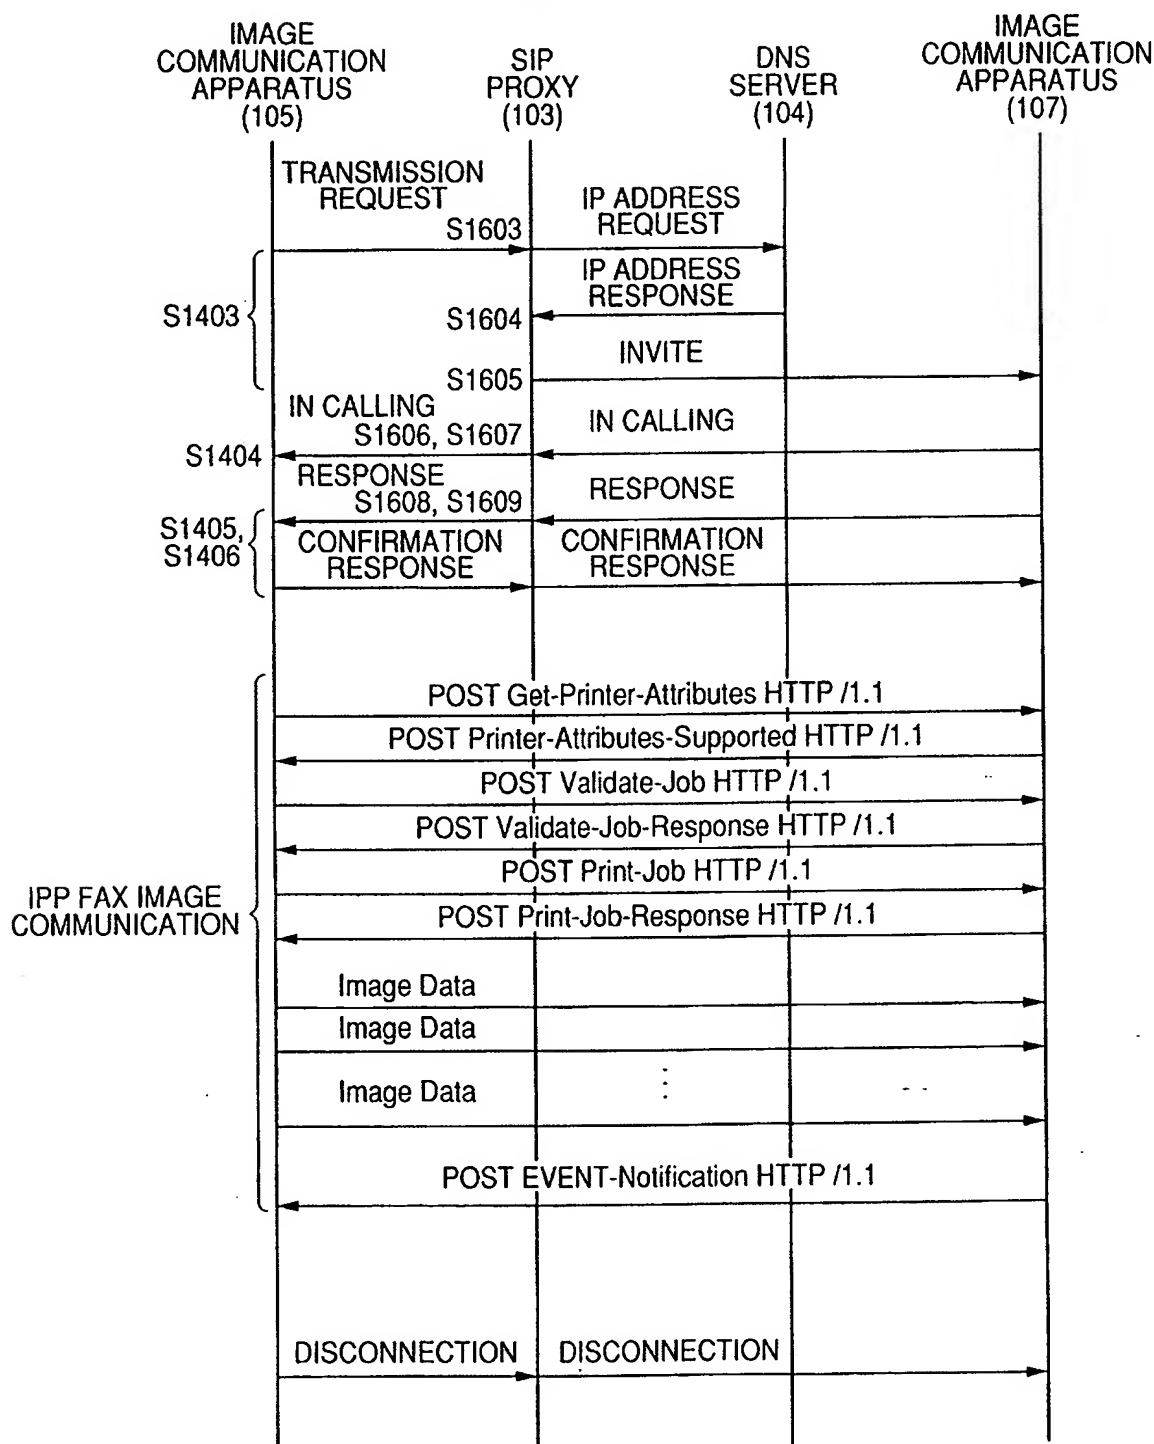 IMAGE
COMMUNICATION
APPARATUS
(105)
SIP
PROXY
(103)
DNS
SERVER
(104)
IMAGE
COMMUNICATION
APPARATUS
(107)
TRANSMISSION
REQUEST
S1603
IP ADDRESS
REQUEST
IP ADDRESS
RESPONSE
S1403
S1604
INVITE
S1605
IN CALLING
S1606, S1607
IN CALLING
S1404
RESPONSE
S1608, S1609
RESPONSE
S1405,
S1406
CONFIRMATION
RESPONSE
CONFIRMATION
RESPONSE
POST Get-Printer-Attributes HTTP /1.1
POST Printer-Attributes-Supported HTTP /1.1
POST Validate-Job HTTP /1.1
POST Validate-Job-Response HTTP /1.1
POST Print-Job HTTP /1.1
POST Print-Job-Response HTTP /1.1
IPP FAX IMAGE
COMMUNICATION
Image Data
Image Data
Image Data
POST EVENT-Notification HTTP /1.1
DISCONNECTION
DISCONNECTION